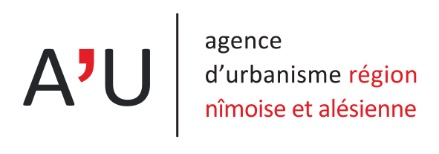 A'U
agence
d'urbanisme région
nîmoise et alésienne